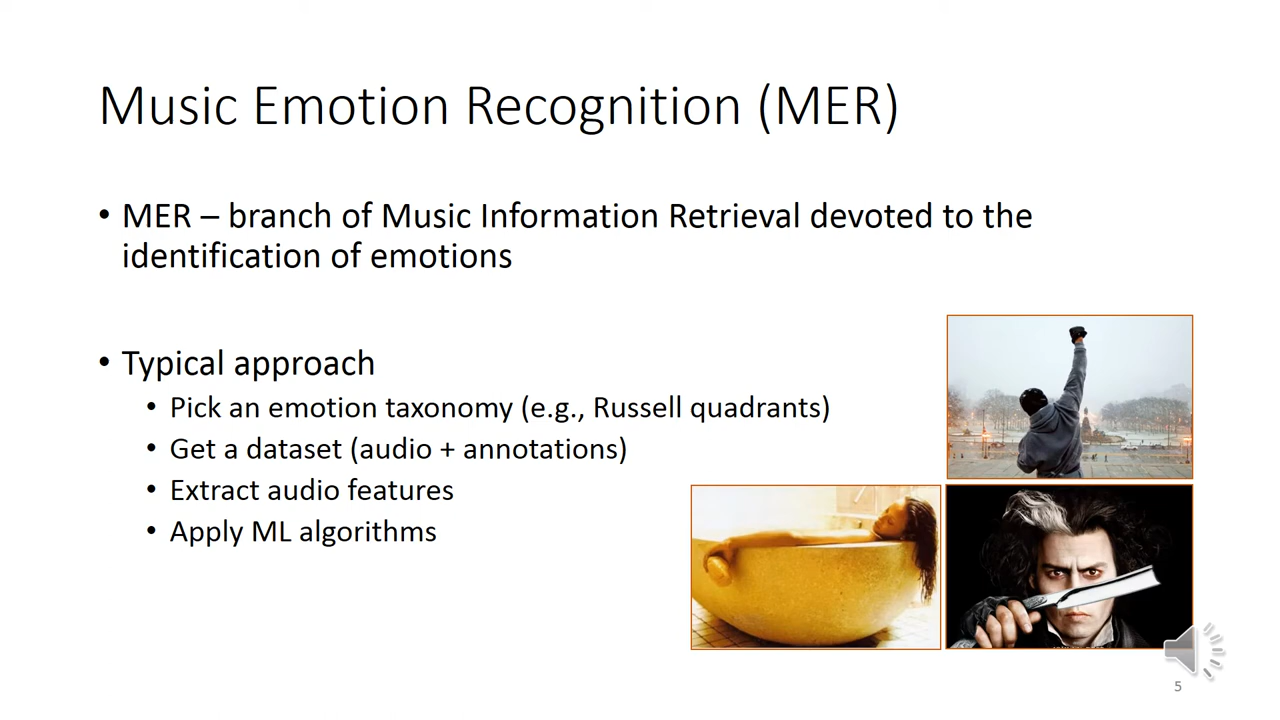 Music Emotion Recognition (MER)
• MER – branch of Music Information Retrieval devoted to the
identification of emotions
• Typical approach
• Pick an emotion taxonomy (e.g., Russell quadrants)
• Get a dataset (audio + annotations)
• Extract audio features
• Apply ML algorithms
5